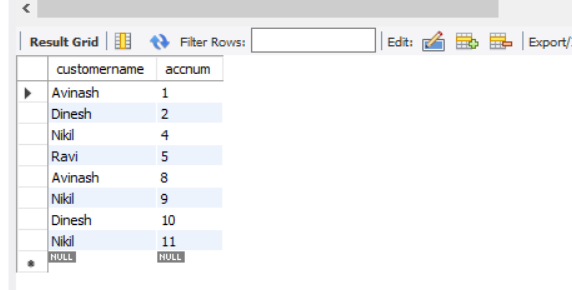 Result Grid Filter Rows: Edit: Export/
customername accnum
Avinash 1
Dinesh 2
Nikil 4
Ravi 5
Avinash 8
Nikil 9
Dinesh 10
Nikil 11
NULL NULL